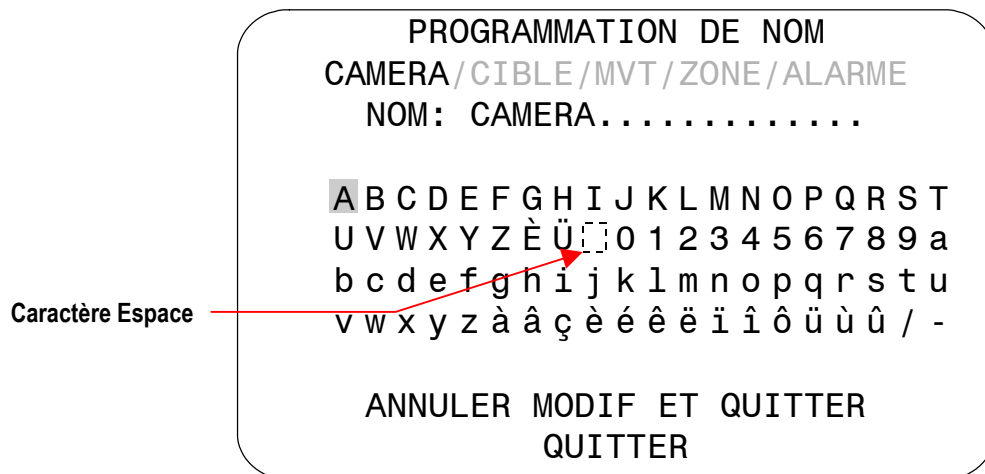 PROGRAMMATION DE NOM
CAMERA/CIBLE/MVT/ZONE/ALARME
NOM: CAMERA.............
A B C D E F G H I J K L M N O P Q R S T
U V W X Y Z È Ü 0 1 2 3 4 5 6 7 8 9 a
b c d e f g h i j k l m n o p q r s t u
v w x y z à â ç è é ê ë ï î ô ü ù û / -
Caractère Espace
ANNULER MODIF ET QUITTER
QUITTER